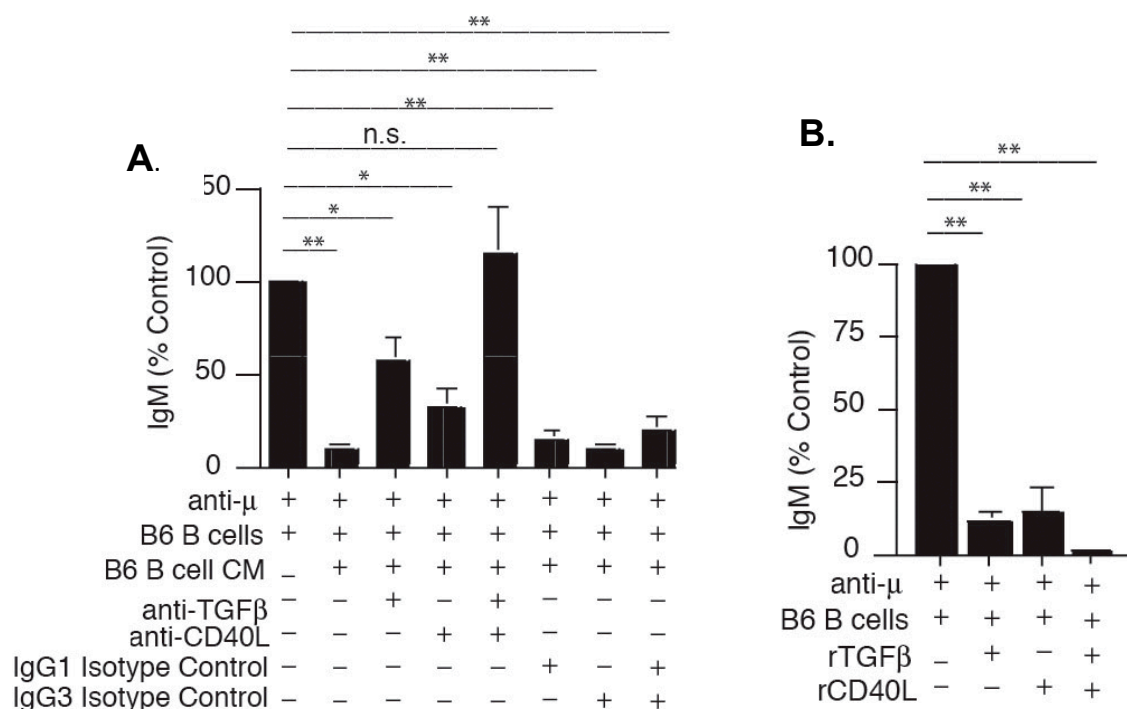 **
**
**
n.s.
A.
50
*
*
**
100
50
0
IgM (% Control)
anti-μ + + + + + + + +
B6 B cells + + + + + + + +
B6 B cell CM _ + + + + + + +
anti-TGFβ – – + – + – – –
anti-CD40L – – – + + – – –
IgG1 Isotype Control – – – – – + – +
IgG3 Isotype Control – – – – – – + +
B.
**
**
**
100
75
50
25
0
IgM (% Control)
anti-μ + + + +
B6 B cells + + + +
rTGFβ _ + – +
rCD40L – – + +